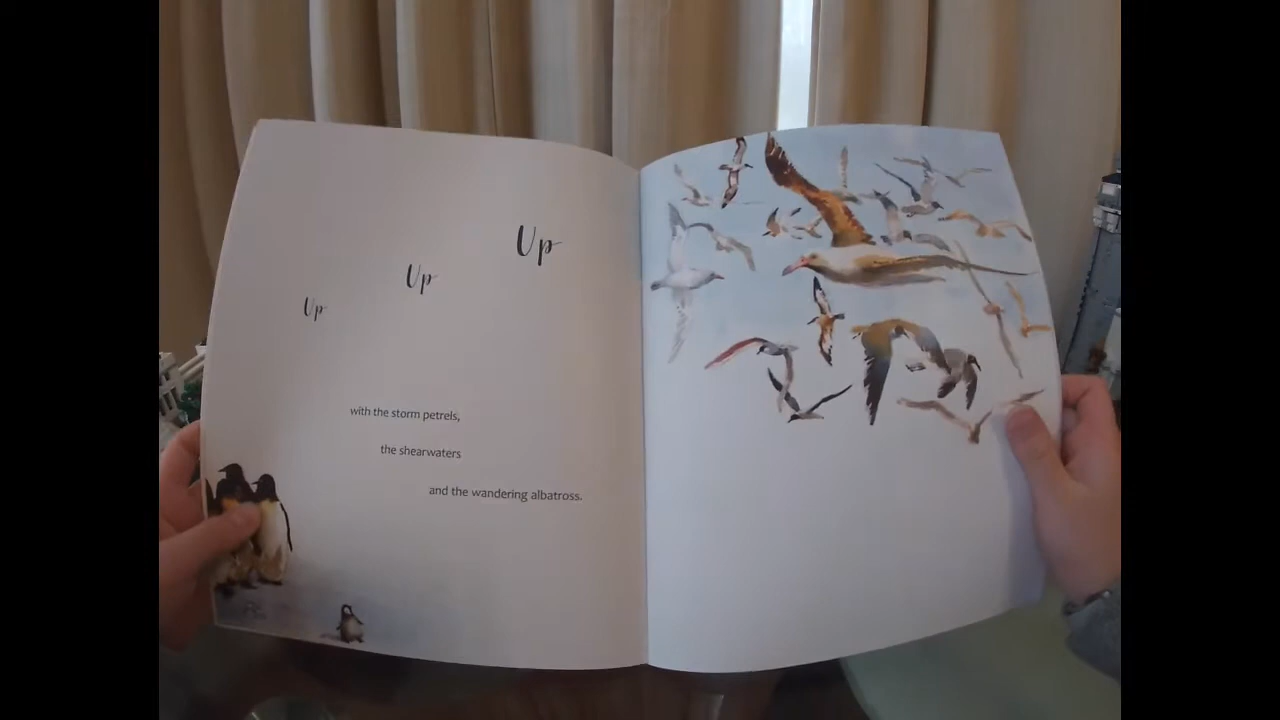 Up
Up
Up
with the storm petrels,
the shearwaters
and the wandering albatross.